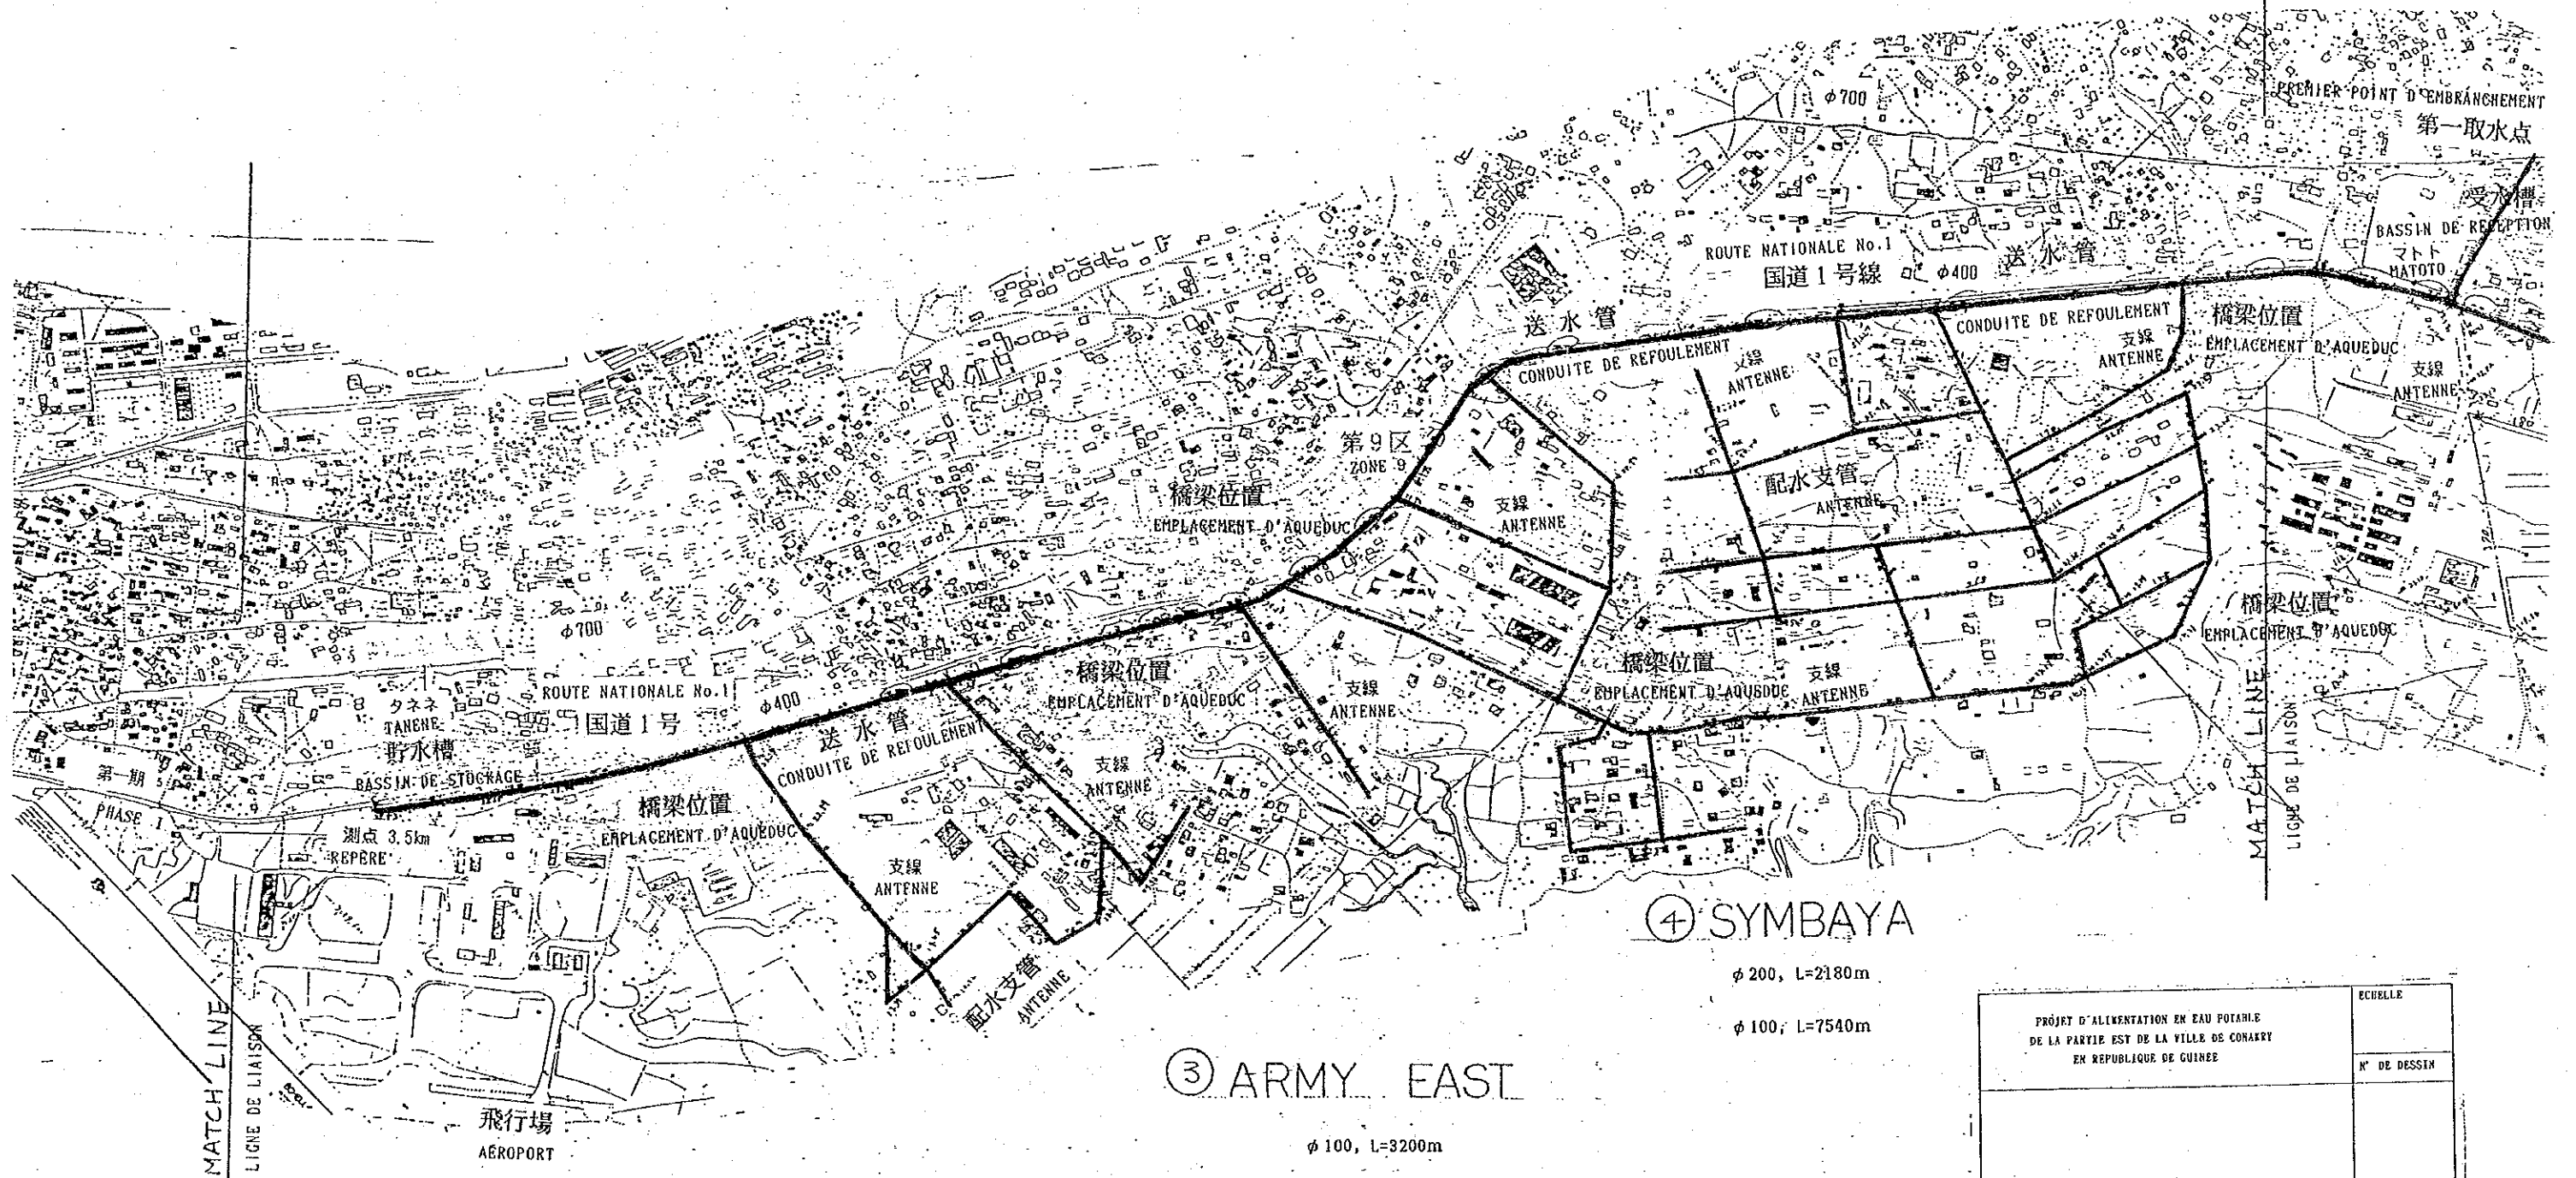 PREMIER POINT D'EMBRANCHEMENT
第一取水点
φ700
受水槽
BASSIN DE RECEPTION
マトト
MATOTO
ROUTE NATIONALE No.1
国道1号線
φ400
送水管
送水管
CONDUITE DE REFOULEMENT
CONDUITE DE REFOULEMENT
橋梁位置
EMPLACEMENT D'AQUEDUC
支線
ANTENNE
支線
ANTENNE
支線
ANTENNE
第9区
ZONE 9
橋梁位置
EMPLACEMENT D'AQUEDUC
支線
ANTENNE
配水支管
ANTENNE
φ700
橋梁位置
EMPLACEMENT D'AQUEDUC
橋梁位置
EMPLACEMENT D'AQUEDUC
支線
ANTENNE
橋梁位置
EMPLACEMENT D'AQUEDUC
支線
ANTENNE
ROUTE NATIONALE No.1
国道1号
φ400
タネネ
TANENE
貯水槽
BASSIN DE STOCKAGE
送水管
CONDUITE DE REFOULEMENT
第一期
PHASE 1
測点 3.5km
REPÈRE
橋梁位置
EMPLACEMENT D'AQUEDUC
支線
ANTENNE
支線
ANTENNE
配水支管
ANTENNE
MATCH LINE
LIGNE DE LIAISON
MATCH LINE
LIGNE DE LIAISON
飛行場
AÉROPORT
④ SYMBAYA
φ200, L=2180m
φ100, L=7540m
③ ARMY EAST
φ100, L=3200m
PROJET D'ALIMENTATION EN EAU POTABLE
DE LA PARTIE EST DE LA VILLE DE CONAKRY
EN REPUBLIQUE DE GUINEE
ECHELLE
N° DE DESSIN